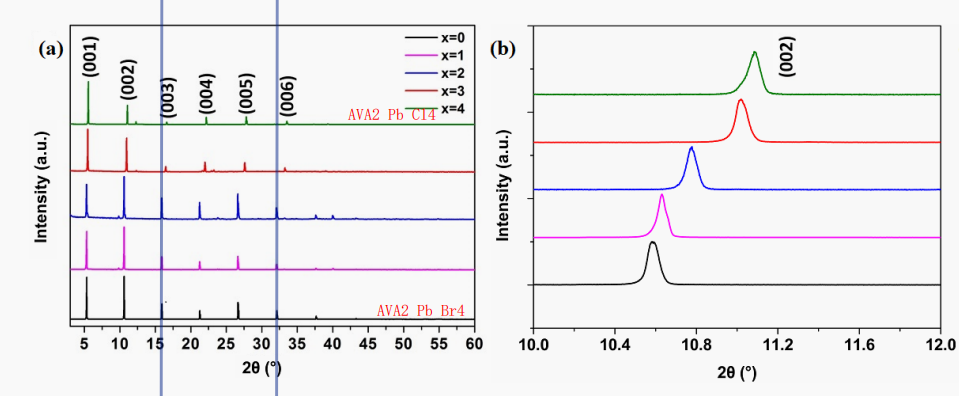 (a)
Intensity (a.u.)
(001)
(002)
(003)
(004)
(005)
(006)
x=0
x=1
x=2
x=3
x=4
AVA2 Pb Cl4
AVA2 Pb Br4
5 10 15 20 25 30 35 40 45 50 55 60
2θ (°)
(b)
Intensity (a.u.)
(002)
10.0 10.4 10.8 11.2 11.6 12.0
2θ (°)